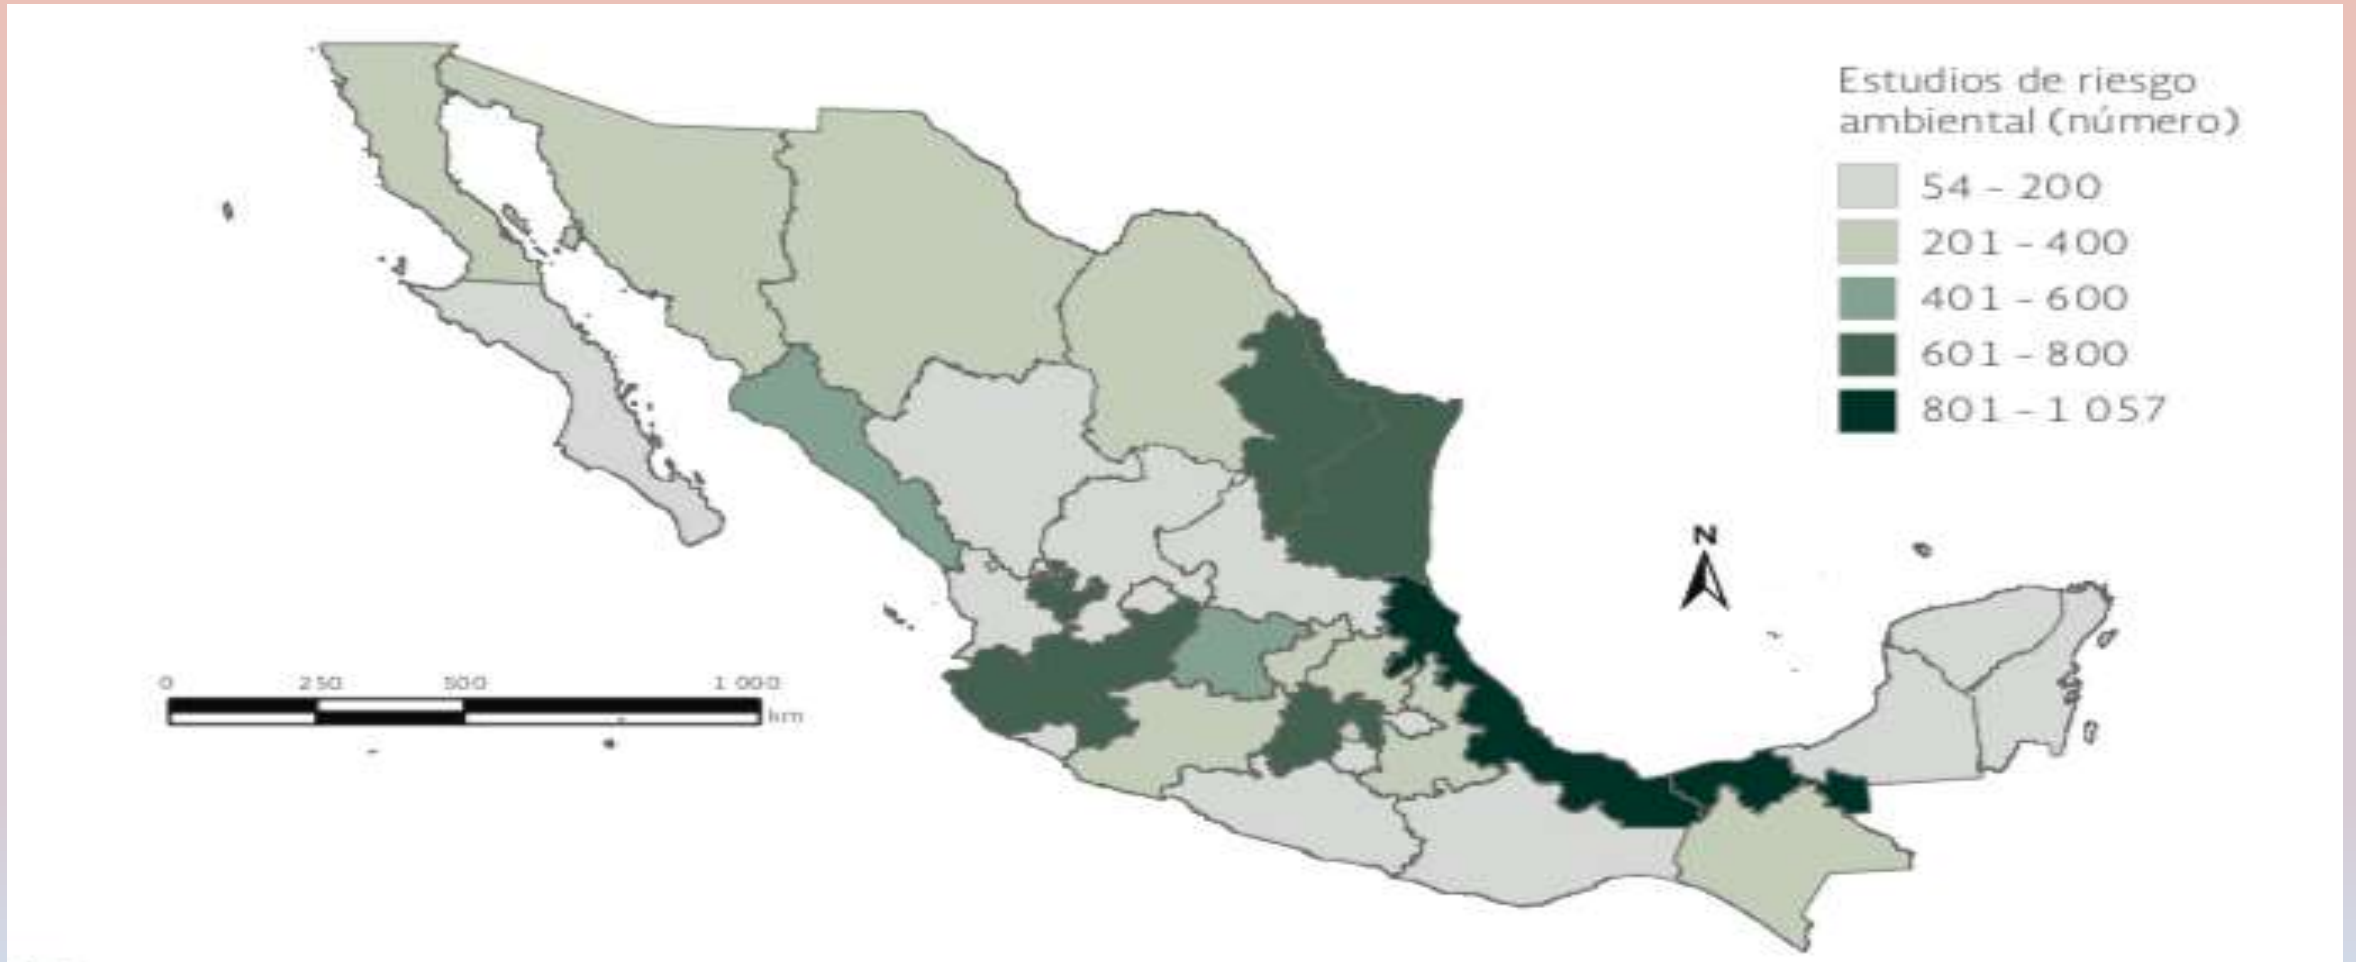 Estudios de riesgo
ambiental (número)
54 – 200
201 – 400
401 – 600
601 – 800
801 – 1 057
N
0 250 500 1 000
km